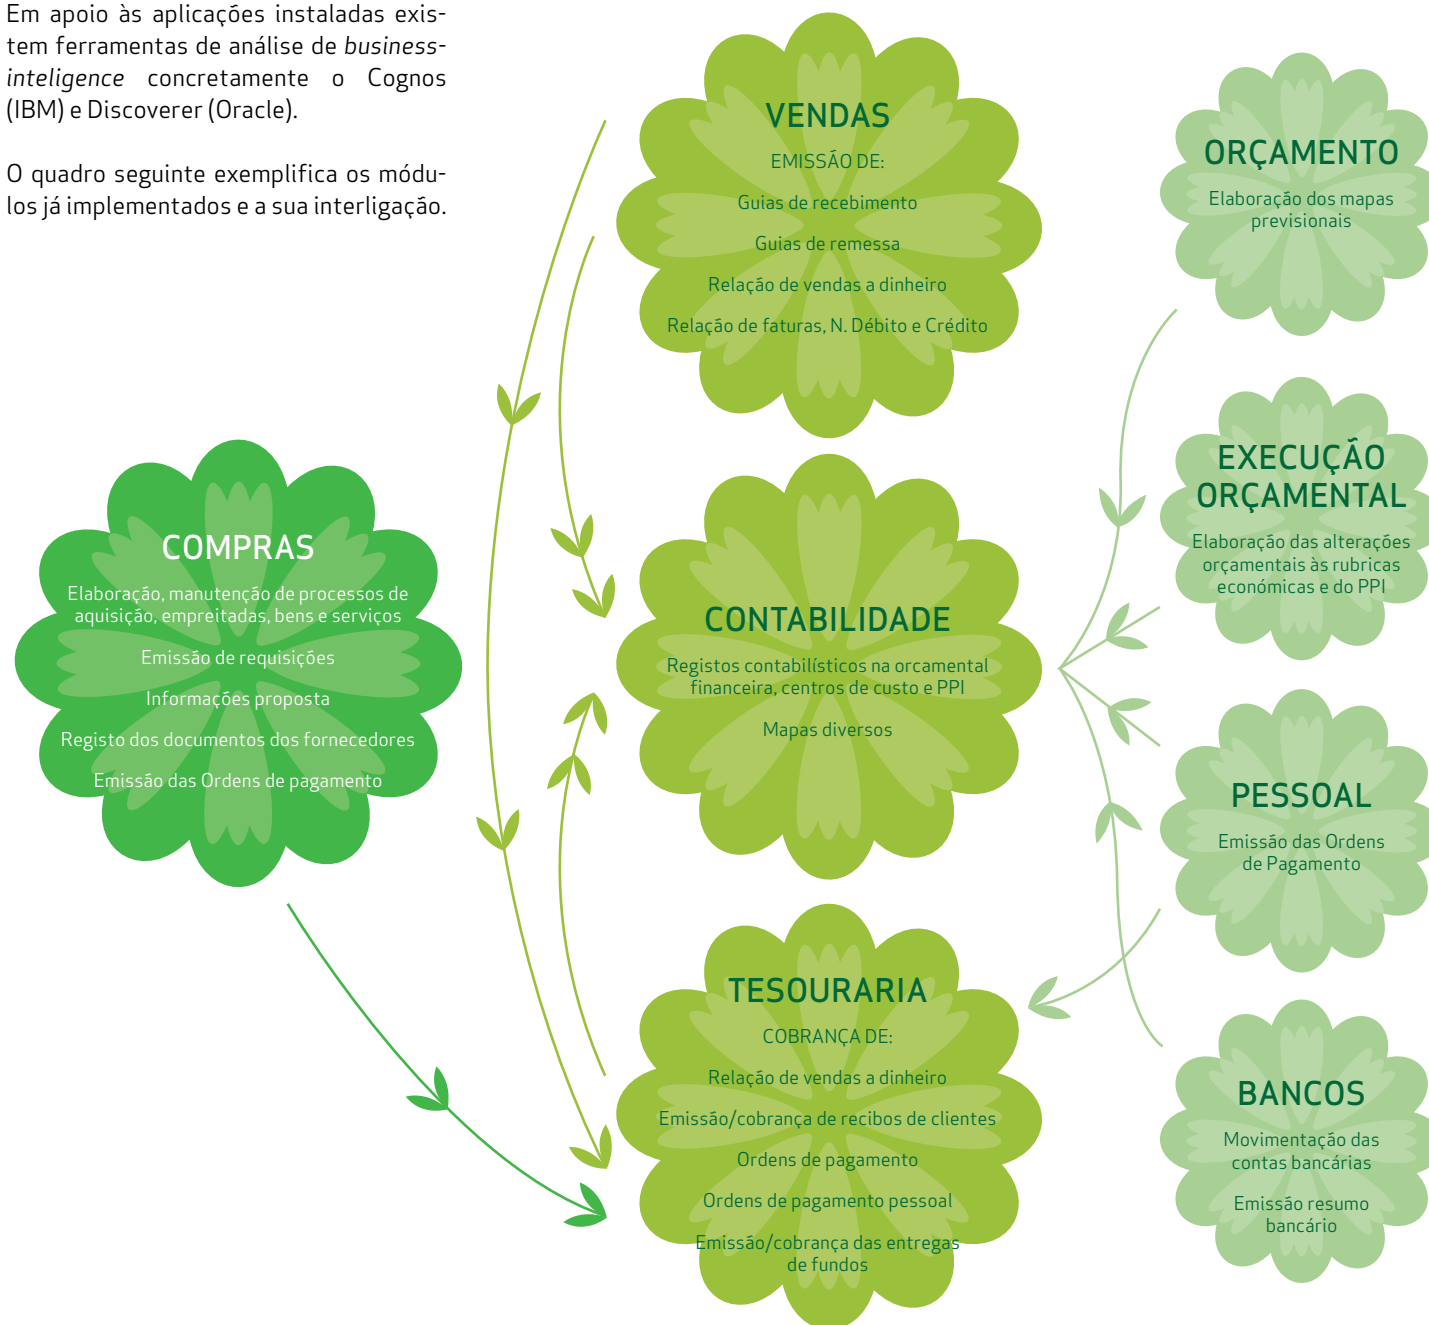 Em apoio às aplicações instaladas exis-
tem ferramentas de análise de business-
inteligence concretamente o Cognos
(IBM) e Discoverer (Oracle).
O quadro seguinte exemplifica os módu-
los já implementados e a sua interligação.
COMPRAS
Elaboração, manutenção de processos de
aquisição, empreitadas, bens e serviços
Emissão de requisições
Informações proposta
Registo dos documentos dos fornecedores
Emissão das Ordens de pagamento
VENDAS
EMISSÃO DE:
Guias de recebimento
Guias de remessa
Relação de vendas a dinheiro
Relação de faturas, N. Débito e Crédito
CONTABILIDADE
Registos contabilísticos na orcamental
financeira, centros de custo e PPI
Mapas diversos
TESOURARIA
COBRANÇA DE:
Relação de vendas a dinheiro
Emissão/cobrança de recibos de clientes
Ordens de pagamento
Ordens de pagamento pessoal
Emissão/cobrança das entregas
de fundos
ORÇAMENTO
Elaboração dos mapas
previsionais
EXECUÇÃO
ORÇAMENTAL
Elaboração das alterações
orçamentais às rubricas
económicas e do PPI
PESSOAL
Emissão das Ordens
de Pagamento
BANCOS
Movimentação das
contas bancárias
Emissão resumo
bancário